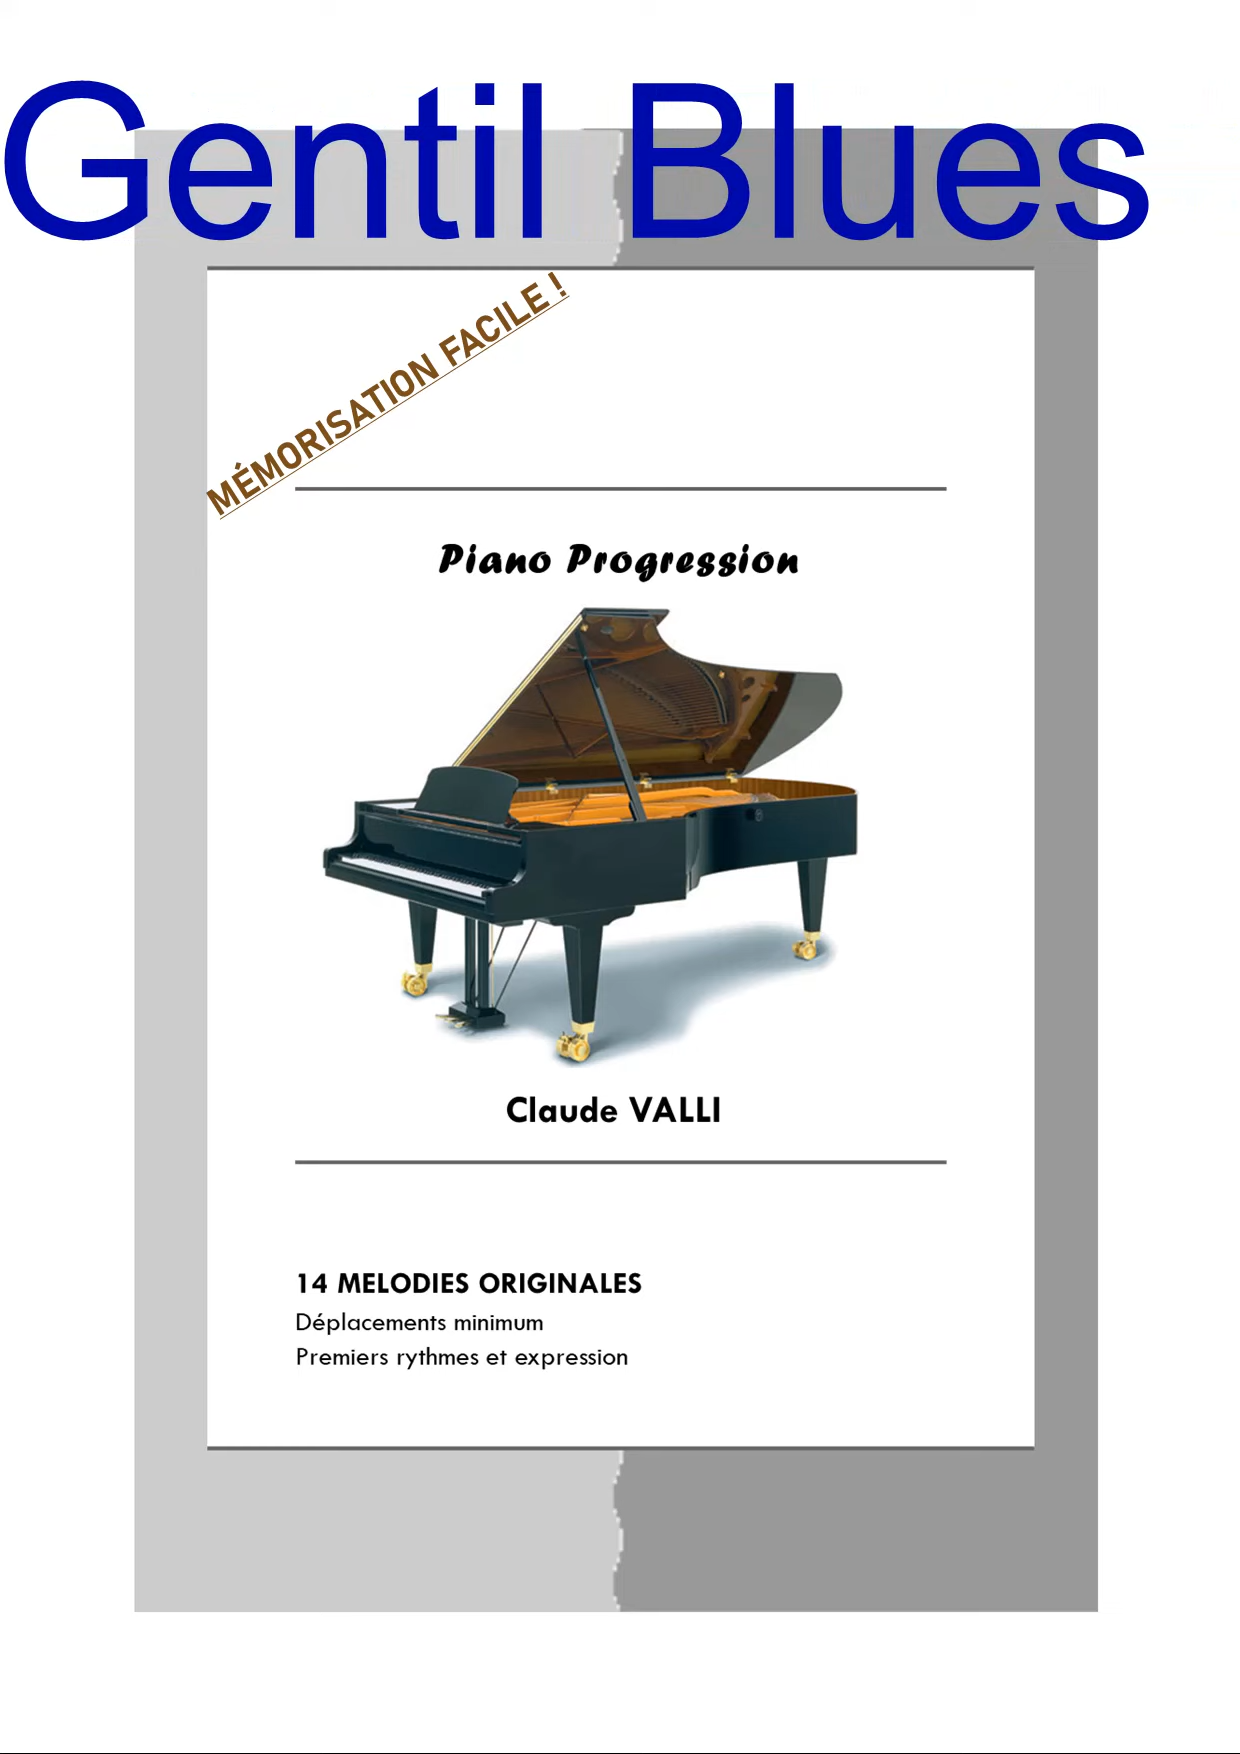 Gentil Blues
MÉMORISATION FACILE !
Piano Progression
Claude VALLI
14 MELODIES ORIGINALES
Déplacements minimum
Premiers rythmes et expression